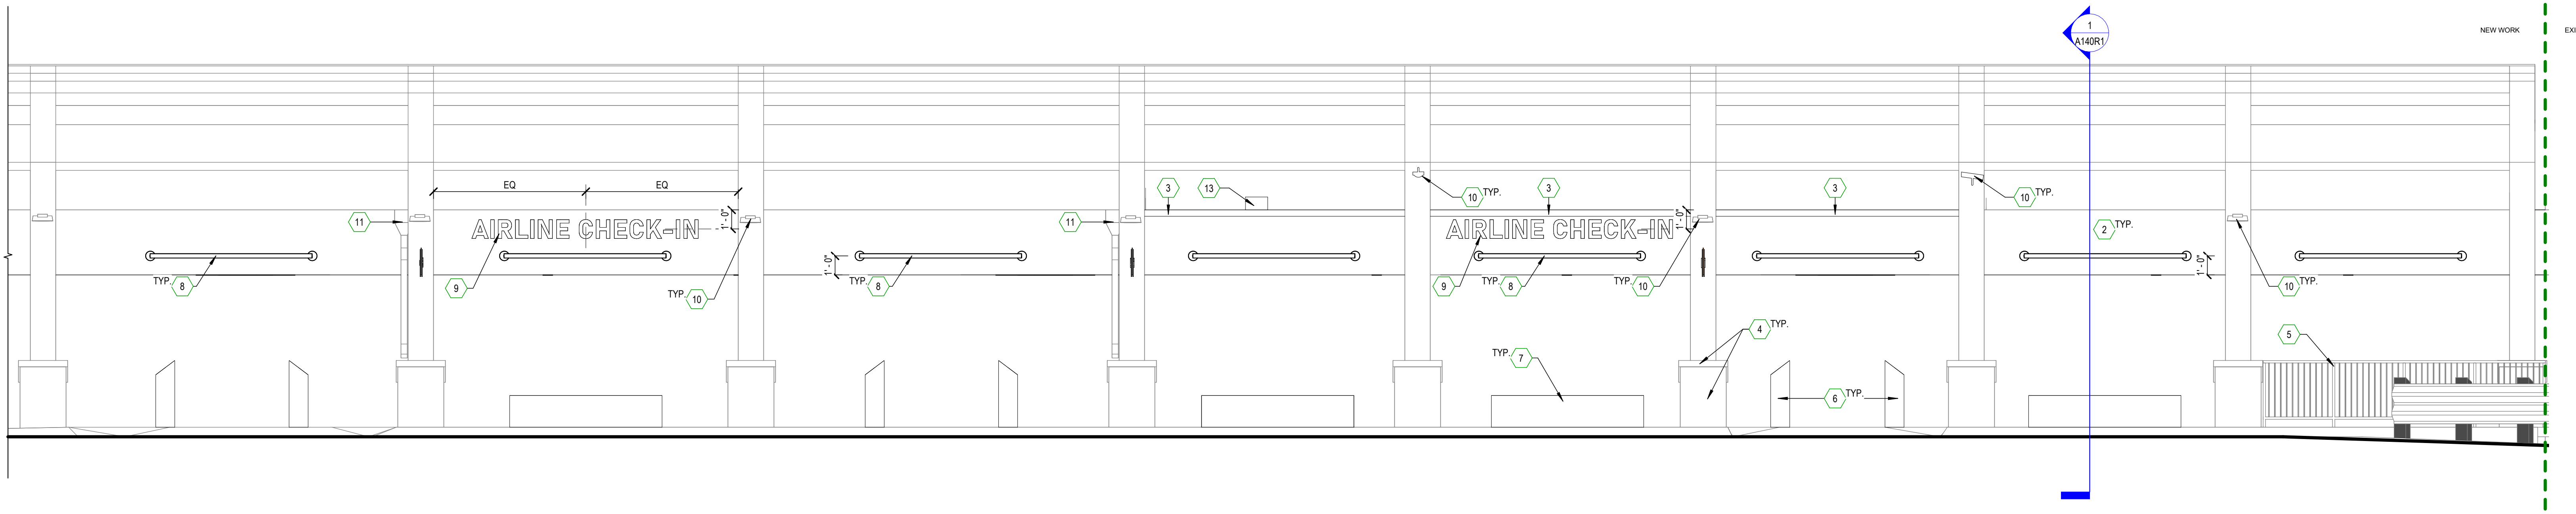 1
A140R1
NEW WORK
EXI
EQ
EQ
3
13
10 TYP.
3
3
10 TYP.
11
AIRLINE CHECK-IN
1'-0"
11
AIRLINE CHECK-IN
1'-0"
2 TYP.
TYP. 8
9
TYP. 10
1'-0"
TYP. 8
9
TYP. 8
TYP. 10
1'-0"
10 TYP.
4 TYP.
5
TYP. 7
6 TYP.